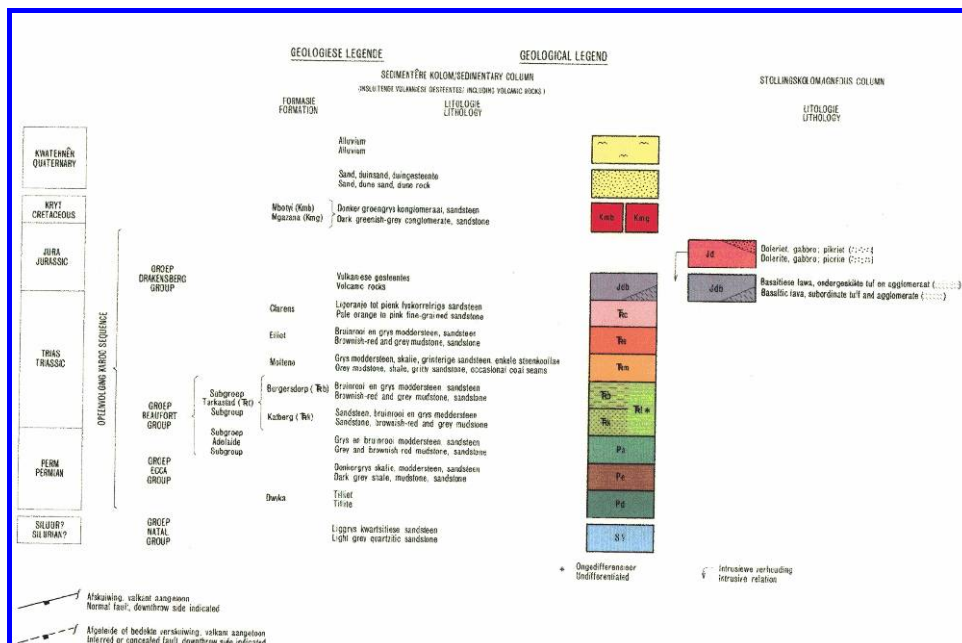 GEOLOGIESE LEGENDE
GEOLOGICAL LEGEND
SEDIMENTÊRE KOLOM/SEDIMENTARY COLUMN
INCLUDING VOLCANIC ROCKS)
STOLLINGSKOLOM/IGNEOUS COLUMN
FORMASIE
FORMATION
LITOLOGIE
LITHOLOGY
LITOLOGIE
LITHOLOGY
QUATERNARY
Alluvium
Alluvium
Sand, duinsand, duingesteente
Sand, dune sand, dune rock
KRYT
CRETACEOUS
Mbotyi (Kmb)
Mgazana (Kmg)
Donker groengrys konglomeraat, sandsteen
Dark greenish-grey conglomerate, sandstone
Kmb
Kmg
JURA
JURASSIC
Jd
Doleriet, gabbro; pikriet
Dolerite, gabbro; picrite
GROEP
DRAKENSBERG
GROUP
Vulkaniese gesteentes
Volcanic rocks
Jdb
Jdb
Basaltiese lawa, ondergeskikte tuf en agglomeraat
Basaltic lava, subordinate tuff and agglomerate
Clarens
Ligoranje tot pienk fynkorrelrige sandsteen
Pale orange to pink fine-grained sandstone
TRIAS
TRIASSIC
Elliot
Bruinrooi en grys moddersteen, sandsteen
Brownish-red and grey mudstone, sandstone
Molteno
Grys moddersteen, skalie, grinterige sandsteen, enkele steenkoollae
Grey mudstone, shale, gritty sandstone, occasional coal seams
OPEENVOLGING KAROO SEQUENCE
GROEP
BEAUFORT
GROUP
Subgroep
Tarkastad
Subgroup
Burgersdorp
Bruinrooi en grys moddersteen, sandsteen
Brownish-red and grey mudstone, sandstone
Katberg
Sandsteen, bruinrooi en grys moddersteen
Sandstone, brownish-red and grey mudstone
Subgroep
Adelaide
Subgroup
Grys en bruinrooi moddersteen, sandsteen
Grey and brownish red mudstone, sandstone
Pa
PERM
PERMIAN
GROEP
ECCA
GROUP
Donkergrys skalie, moddersteen, sandsteen
Dark grey shale, mudstone, sandstone
Pe
Dwyka
Tilliet
Tillite
Pd
SILUUR?
SILURIAN?
GROEP
NATAL
GROUP
Liggrys kwartsitiese sandsteen
Light grey quartzitic sandstone
* Ongedifferensieer
Undifferentiated
Intrusiewe verhouding
Intrusive relation
Afskuiwing, valkant aangetoon
Normal fault, downthrow side indicated
Afgeleide of bedekte verskuiwing, valkant aangetoon
Inferred or concealed fault, downthrow side indicated